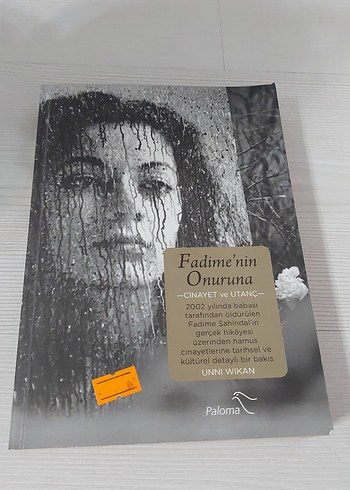 Fadime'nin
Onuruna
—CİNAYET ve UTANÇ—
2002 yılında babası
tarafından öldürülen
Fadime Şahindal'ın
gerçek hikâyesi
üzerinden namus
cinayetlerine tarihsel ve
kültürel detaylı bir bakış
UNNI WIKAN
Paloma